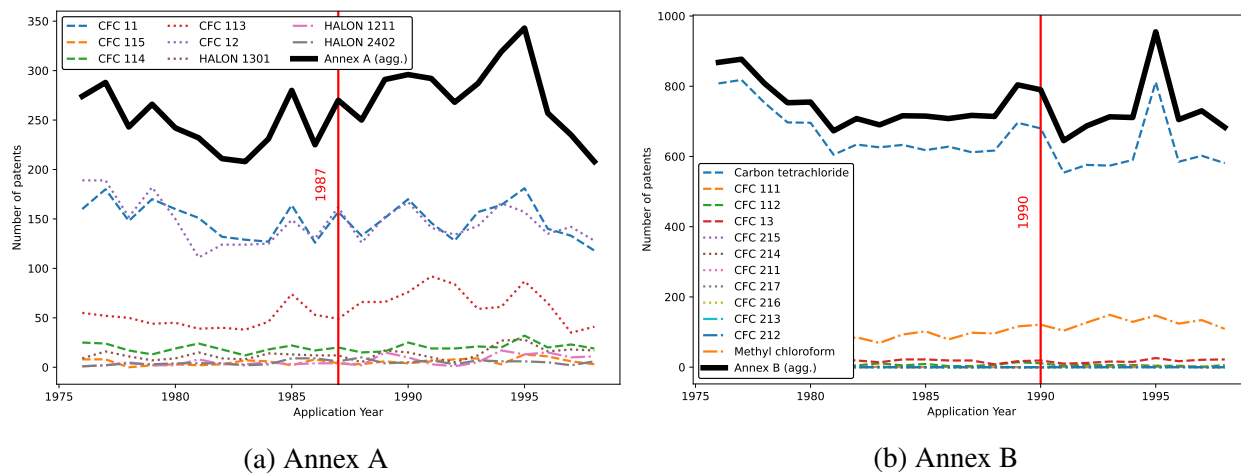 350
300
250
200
150
100
50
0
Number of patents
CFC 11
CFC 115
CFC 114
CFC 113
CFC 12
HALON 1301
HALON 1211
HALON 2402
Annex A (agg.)
1987
1975
1980
1985
1990
1995
Application Year
(a) Annex A
1000
800
600
400
200
0
Number of patents
Carbon tetrachloride
CFC 111
CFC 112
CFC 13
CFC 215
CFC 214
CFC 211
CFC 217
CFC 216
CFC 213
CFC 212
Methyl chloroform
Annex B (agg.)
1990
1975
1980
1985
1990
1995
Application Year
(b) Annex B